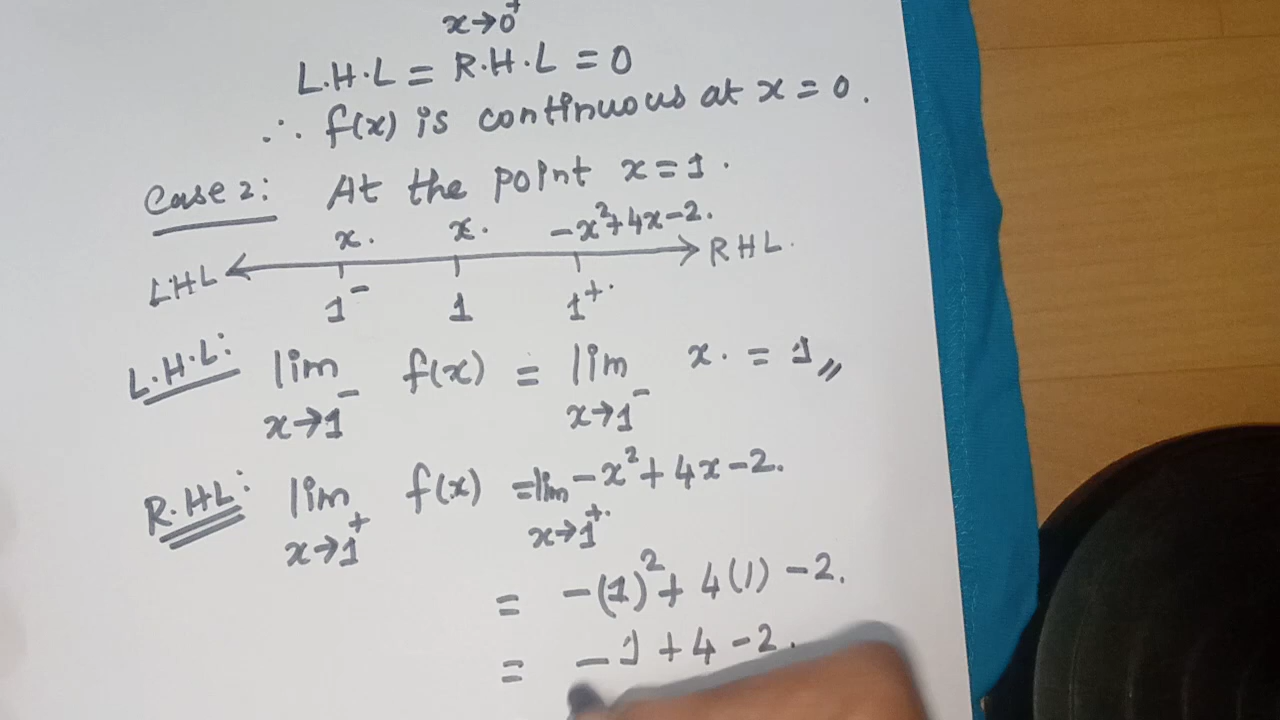 x→0⁺
L.H.L = R.H.L = 0
∴ f(x) is continuous at x = 0.
Case 2: At the point x = 1.
x. x. -x²+4x-2.
LHL RHL.
1⁻ 1 1⁺.
L.H.L: lim f(x) = lim x. = 1,,
x→1⁻ x→1⁻
R.HL: lim f(x) = lim -x²+4x-2.
x→1⁺ x→1⁺.
= -(1)²+4(1)-2.
= -1+4-2.